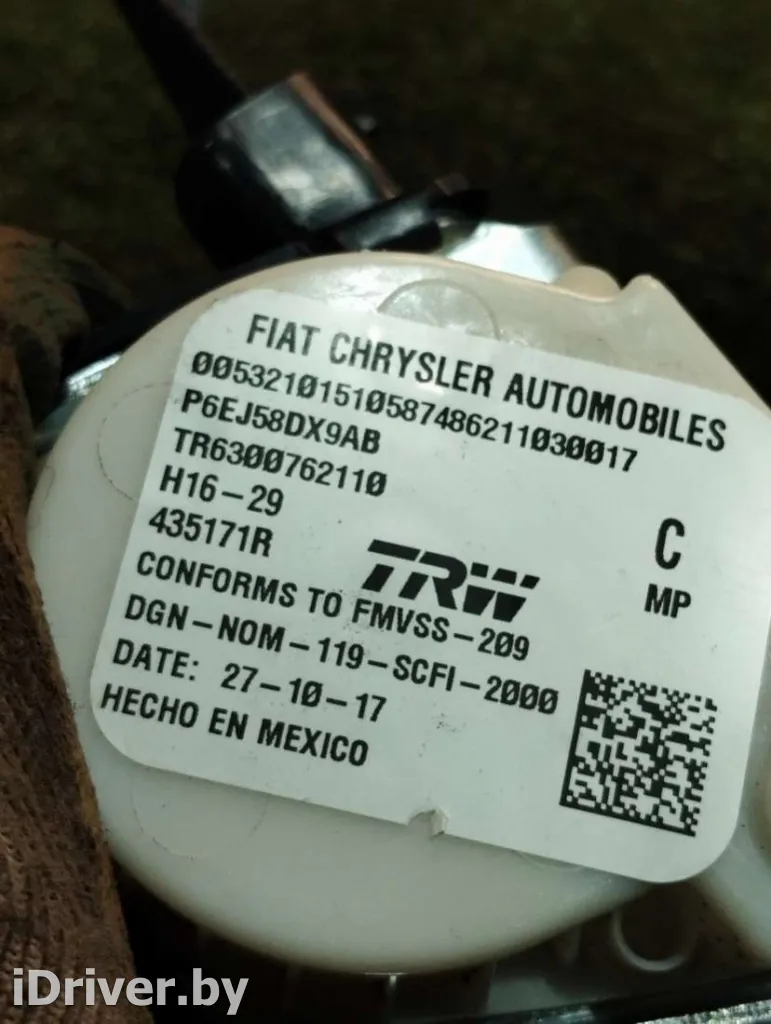 FIAT CHRYSLER AUTOMOBILES
00532101510587486211030017
P6EJ58DX9AB
TR6300762110
H16-29
435171R
C
TRW
MP
CONFORMS TO FMVSS-209
DGN-NOM-119-SCFI-2000
DATE: 27-10-17
HECHO EN MEXICO
iDriver.by